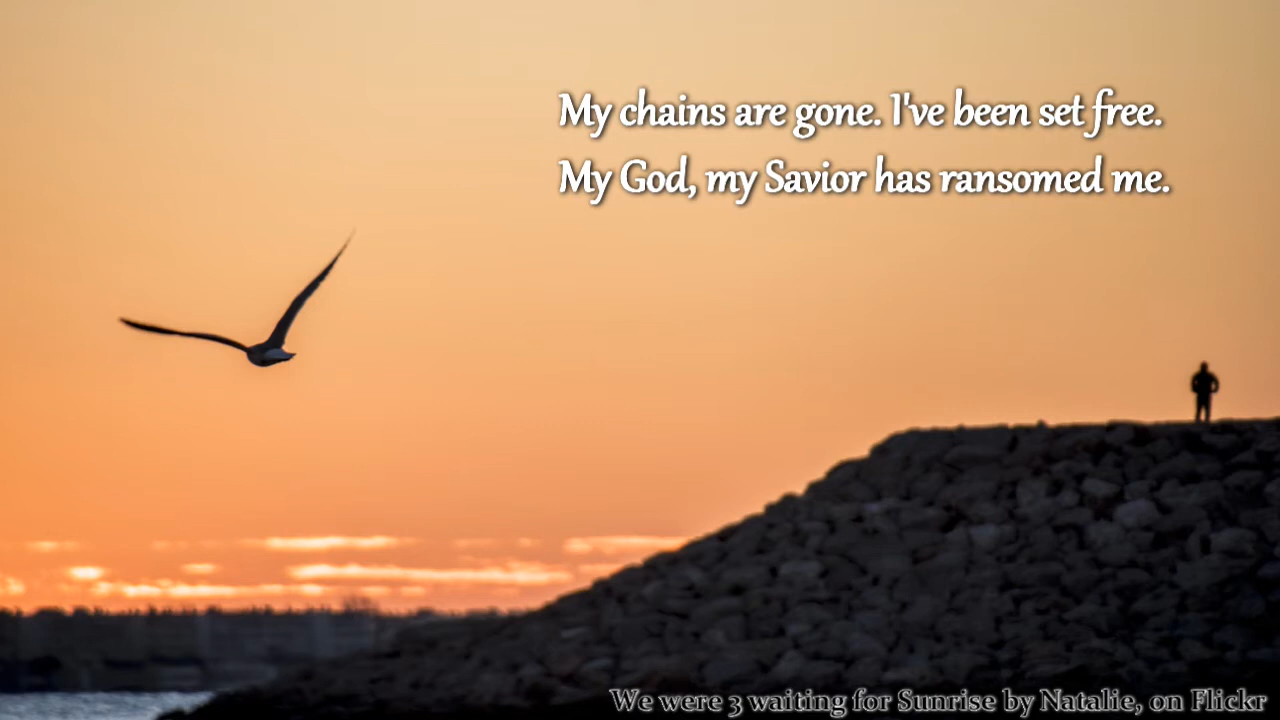 My chains are gone. I've been set free.
My God, my Savior has ransomed me.
We were 3 waiting for Sunrise by Natalie, on Flickr